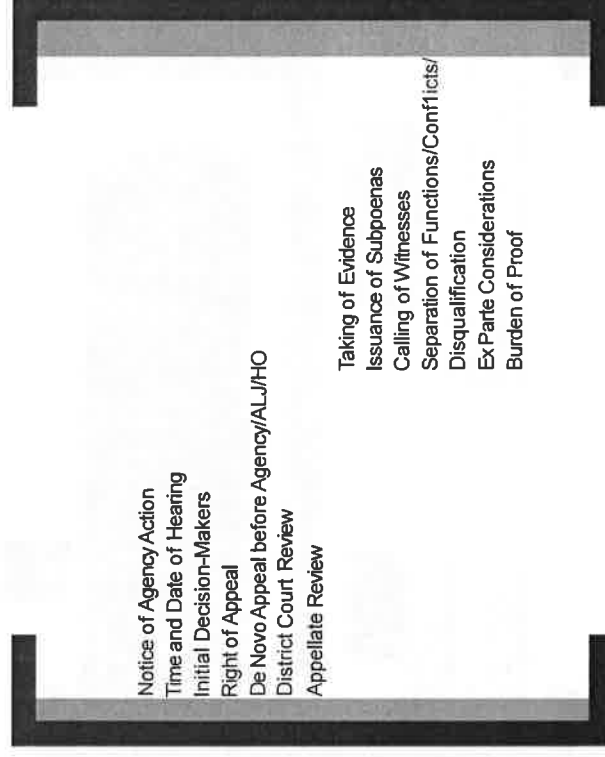 Notice of Agency Action
Time and Date of Hearing
Initial Decision-Makers
Right of Appeal
De Novo Appeal before Agency/ALJ/HO
District Court Review
Appellate Review
Taking of Evidence
Issuance of Subpoenas
Calling of Witnesses
Separation of Functions/Conflicts/
Disqualification
Ex Parte Considerations
Burden of Proof